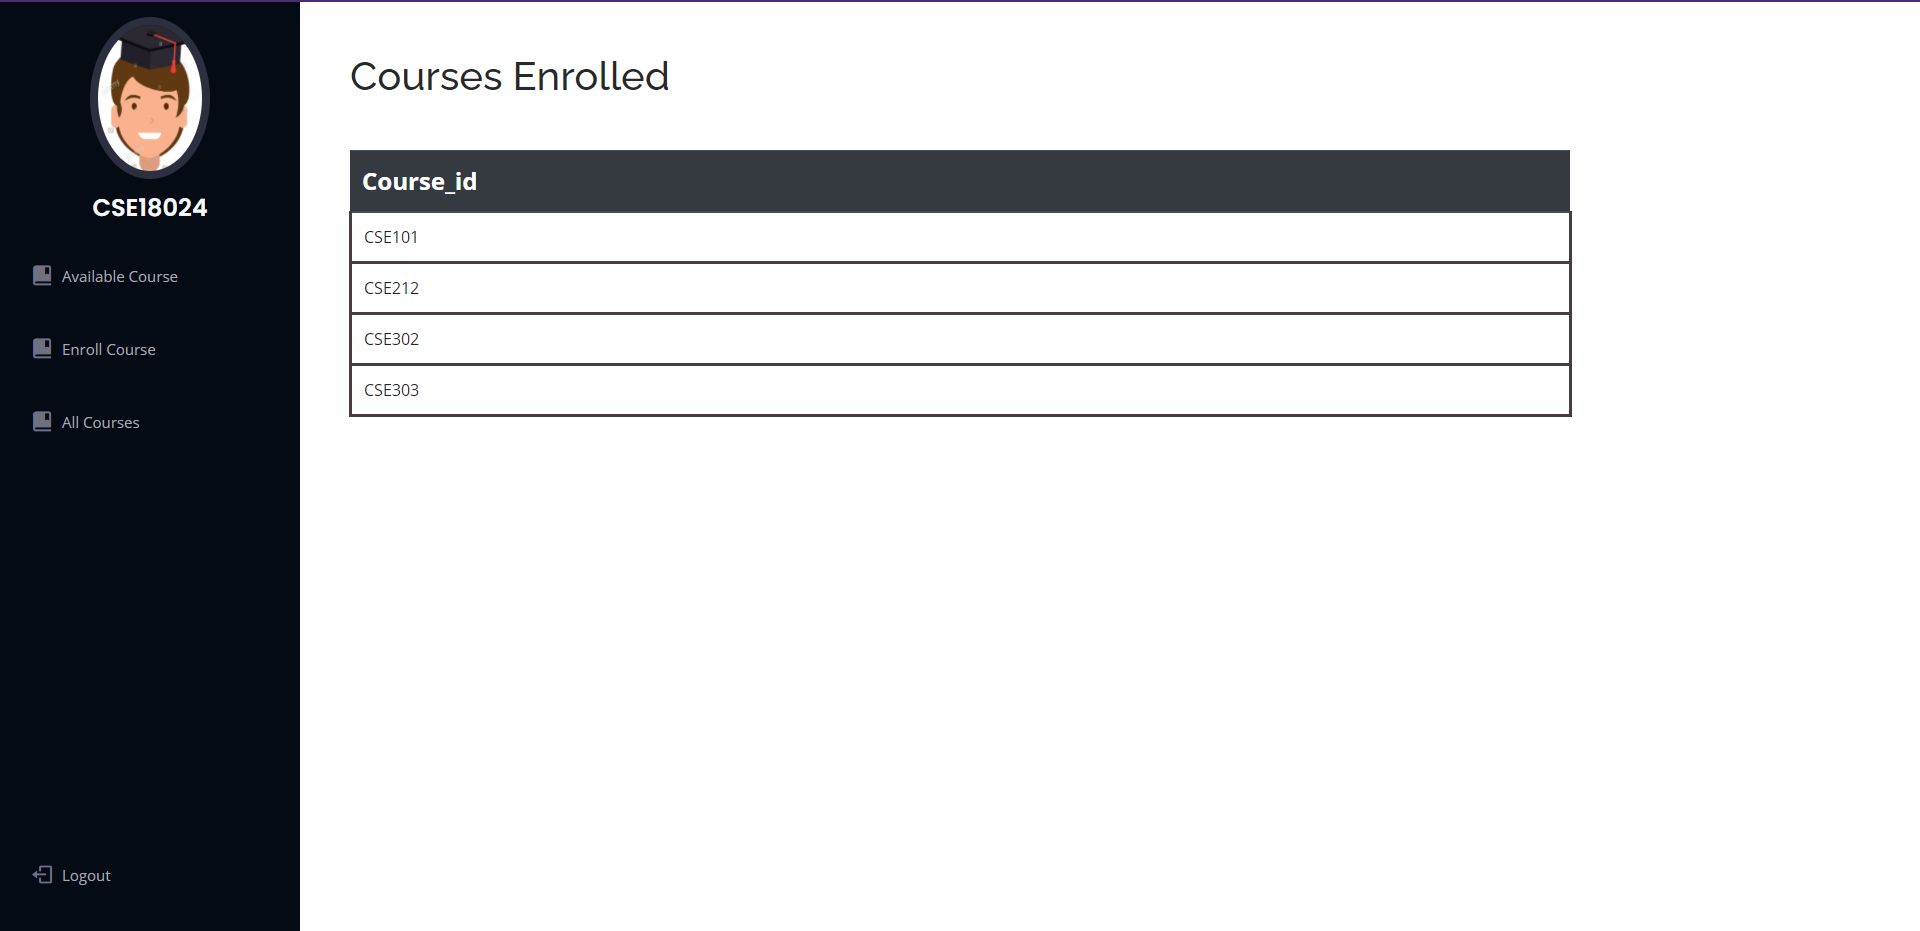 CSE18024
Available Course
Enroll Course
All Courses
Logout
Courses Enrolled
Course_id
CSE101
CSE212
CSE302
CSE303